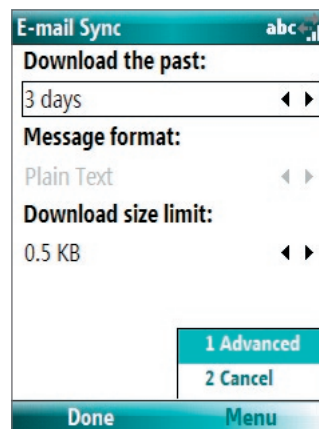 E-mail Sync abc
Download the past:
3 days
Message format:
Plain Text
Download size limit:
0.5 KB
1 Advanced
2 Cancel
Done Menu